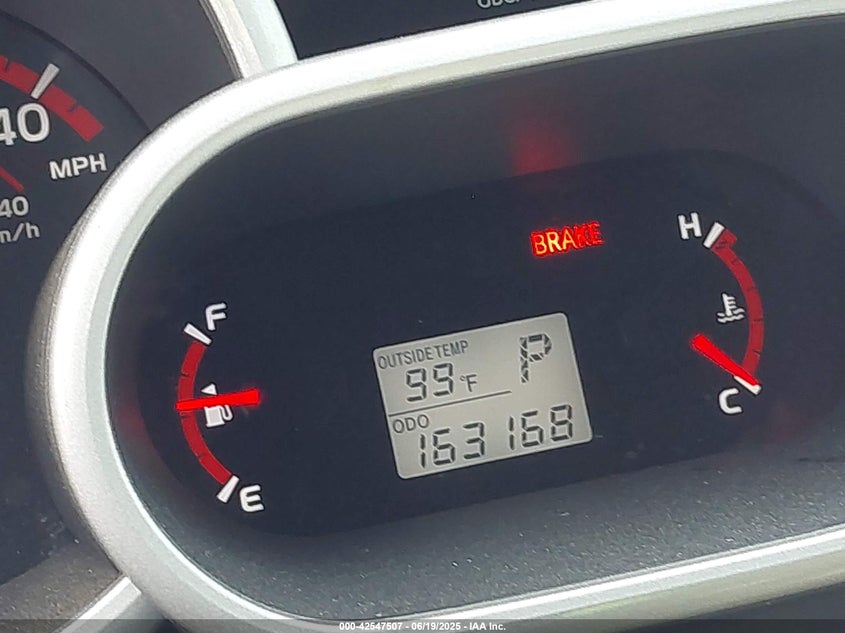 40
MPH
40
F
E
BRAKE
H
C
OUTSIDE TEMP
99°F
P
ODO
163168
000-42547507 - 06/19/2025 - IAA Inc.